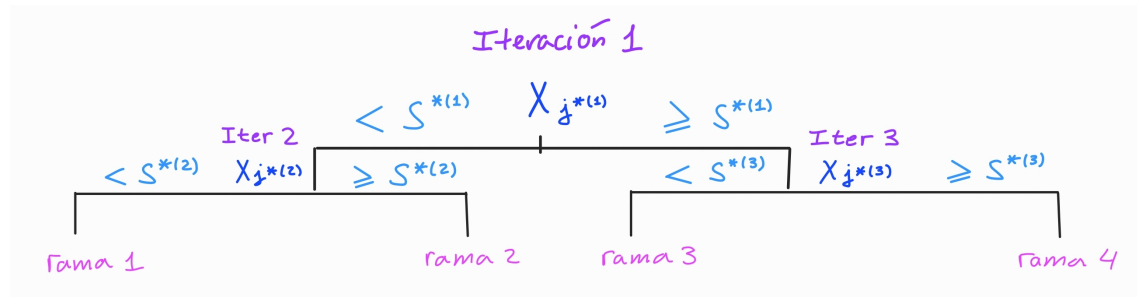 Iteración 1
< S*(1) Xj*(1) ≥ S*(1)
Iter 2 Iter 3
< S*(2) Xj*(2) ≥ S*(2) < S*(3) Xj*(3) ≥ S*(3)
rama 1 rama 2 rama 3 rama 4